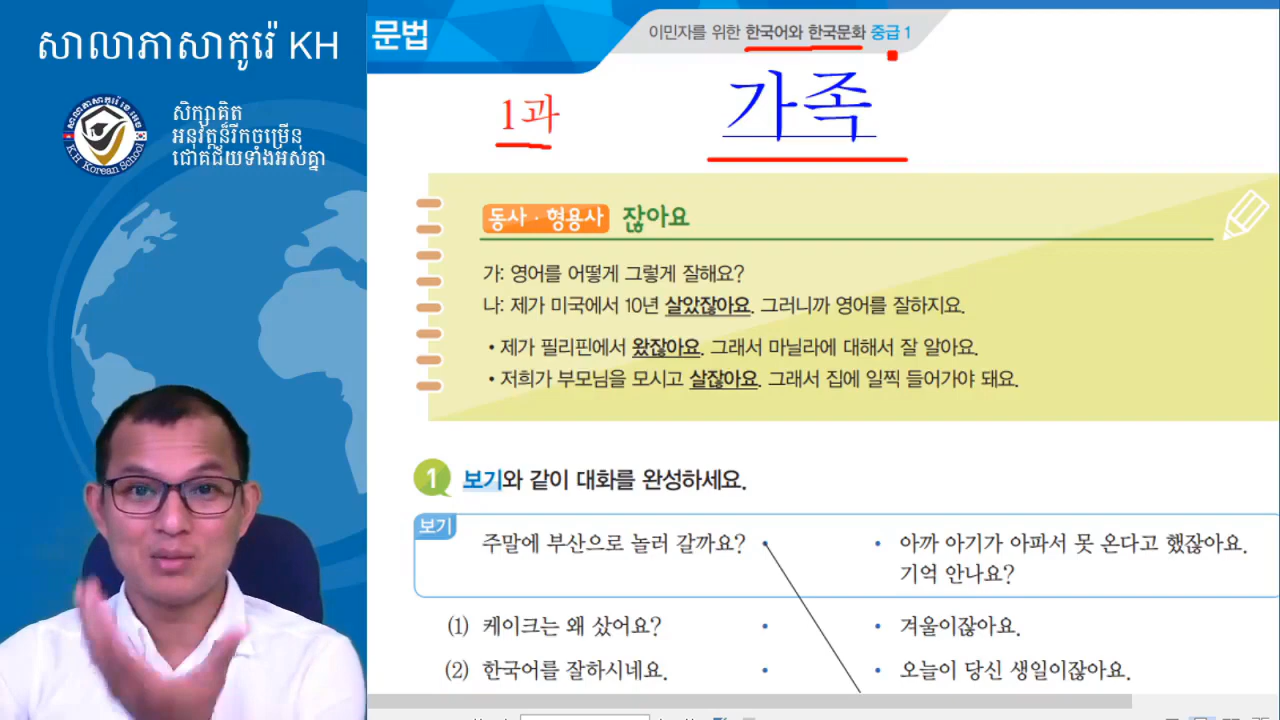 សាលាភាសាកូរ៉េ KH
សិក្សាគិត
អនុវត្តន៍រីកចម្រើន
ជោគជ័យទាំងអស់គ្នា
សាលាភាសាកូរ៉េ ខេ អេច
K.H Korean School
문법
이민자를 위한 한국어와 한국문화 중급 1
1과
가족
동사·형용사 잖아요
가: 영어를 어떻게 그렇게 잘해요?
나: 제가 미국에서 10년 살았잖아요. 그러니까 영어를 잘하지요.
• 제가 필리핀에서 왔잖아요. 그래서 마닐라에 대해서 잘 알아요.
• 저희가 부모님을 모시고 살잖아요. 그래서 집에 일찍 들어가야 돼요.
1 보기와 같이 대화를 완성하세요.
보기
주말에 부산으로 놀러 갈까요? • • 아까 아기가 아파서 못 온다고 했잖아요.
기억 안나요?
(1) 케이크는 왜 샀어요? • • 겨울이잖아요.
(2) 한국어를 잘하시네요. • • 오늘이 당신 생일이잖아요.